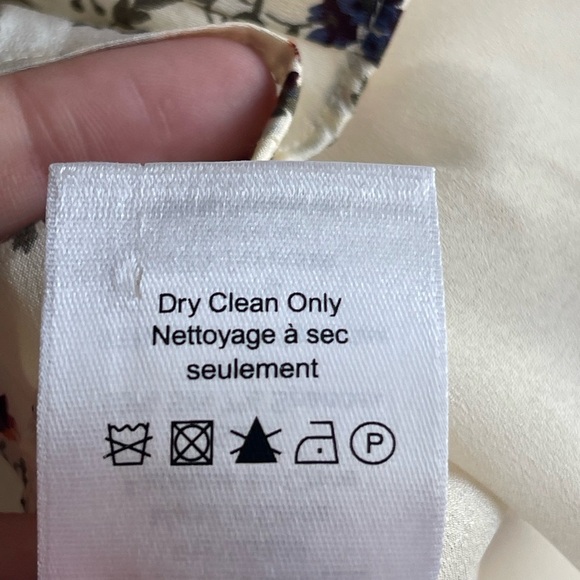 Dry Clean Only
Nettoyage à sec
seulement
P